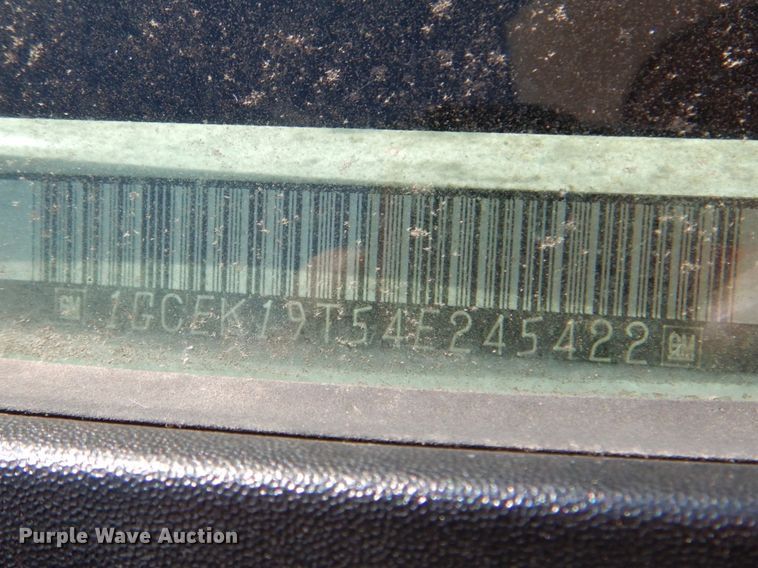 GM 1GCEK19T54E245422 GM
Purple Wave Auction